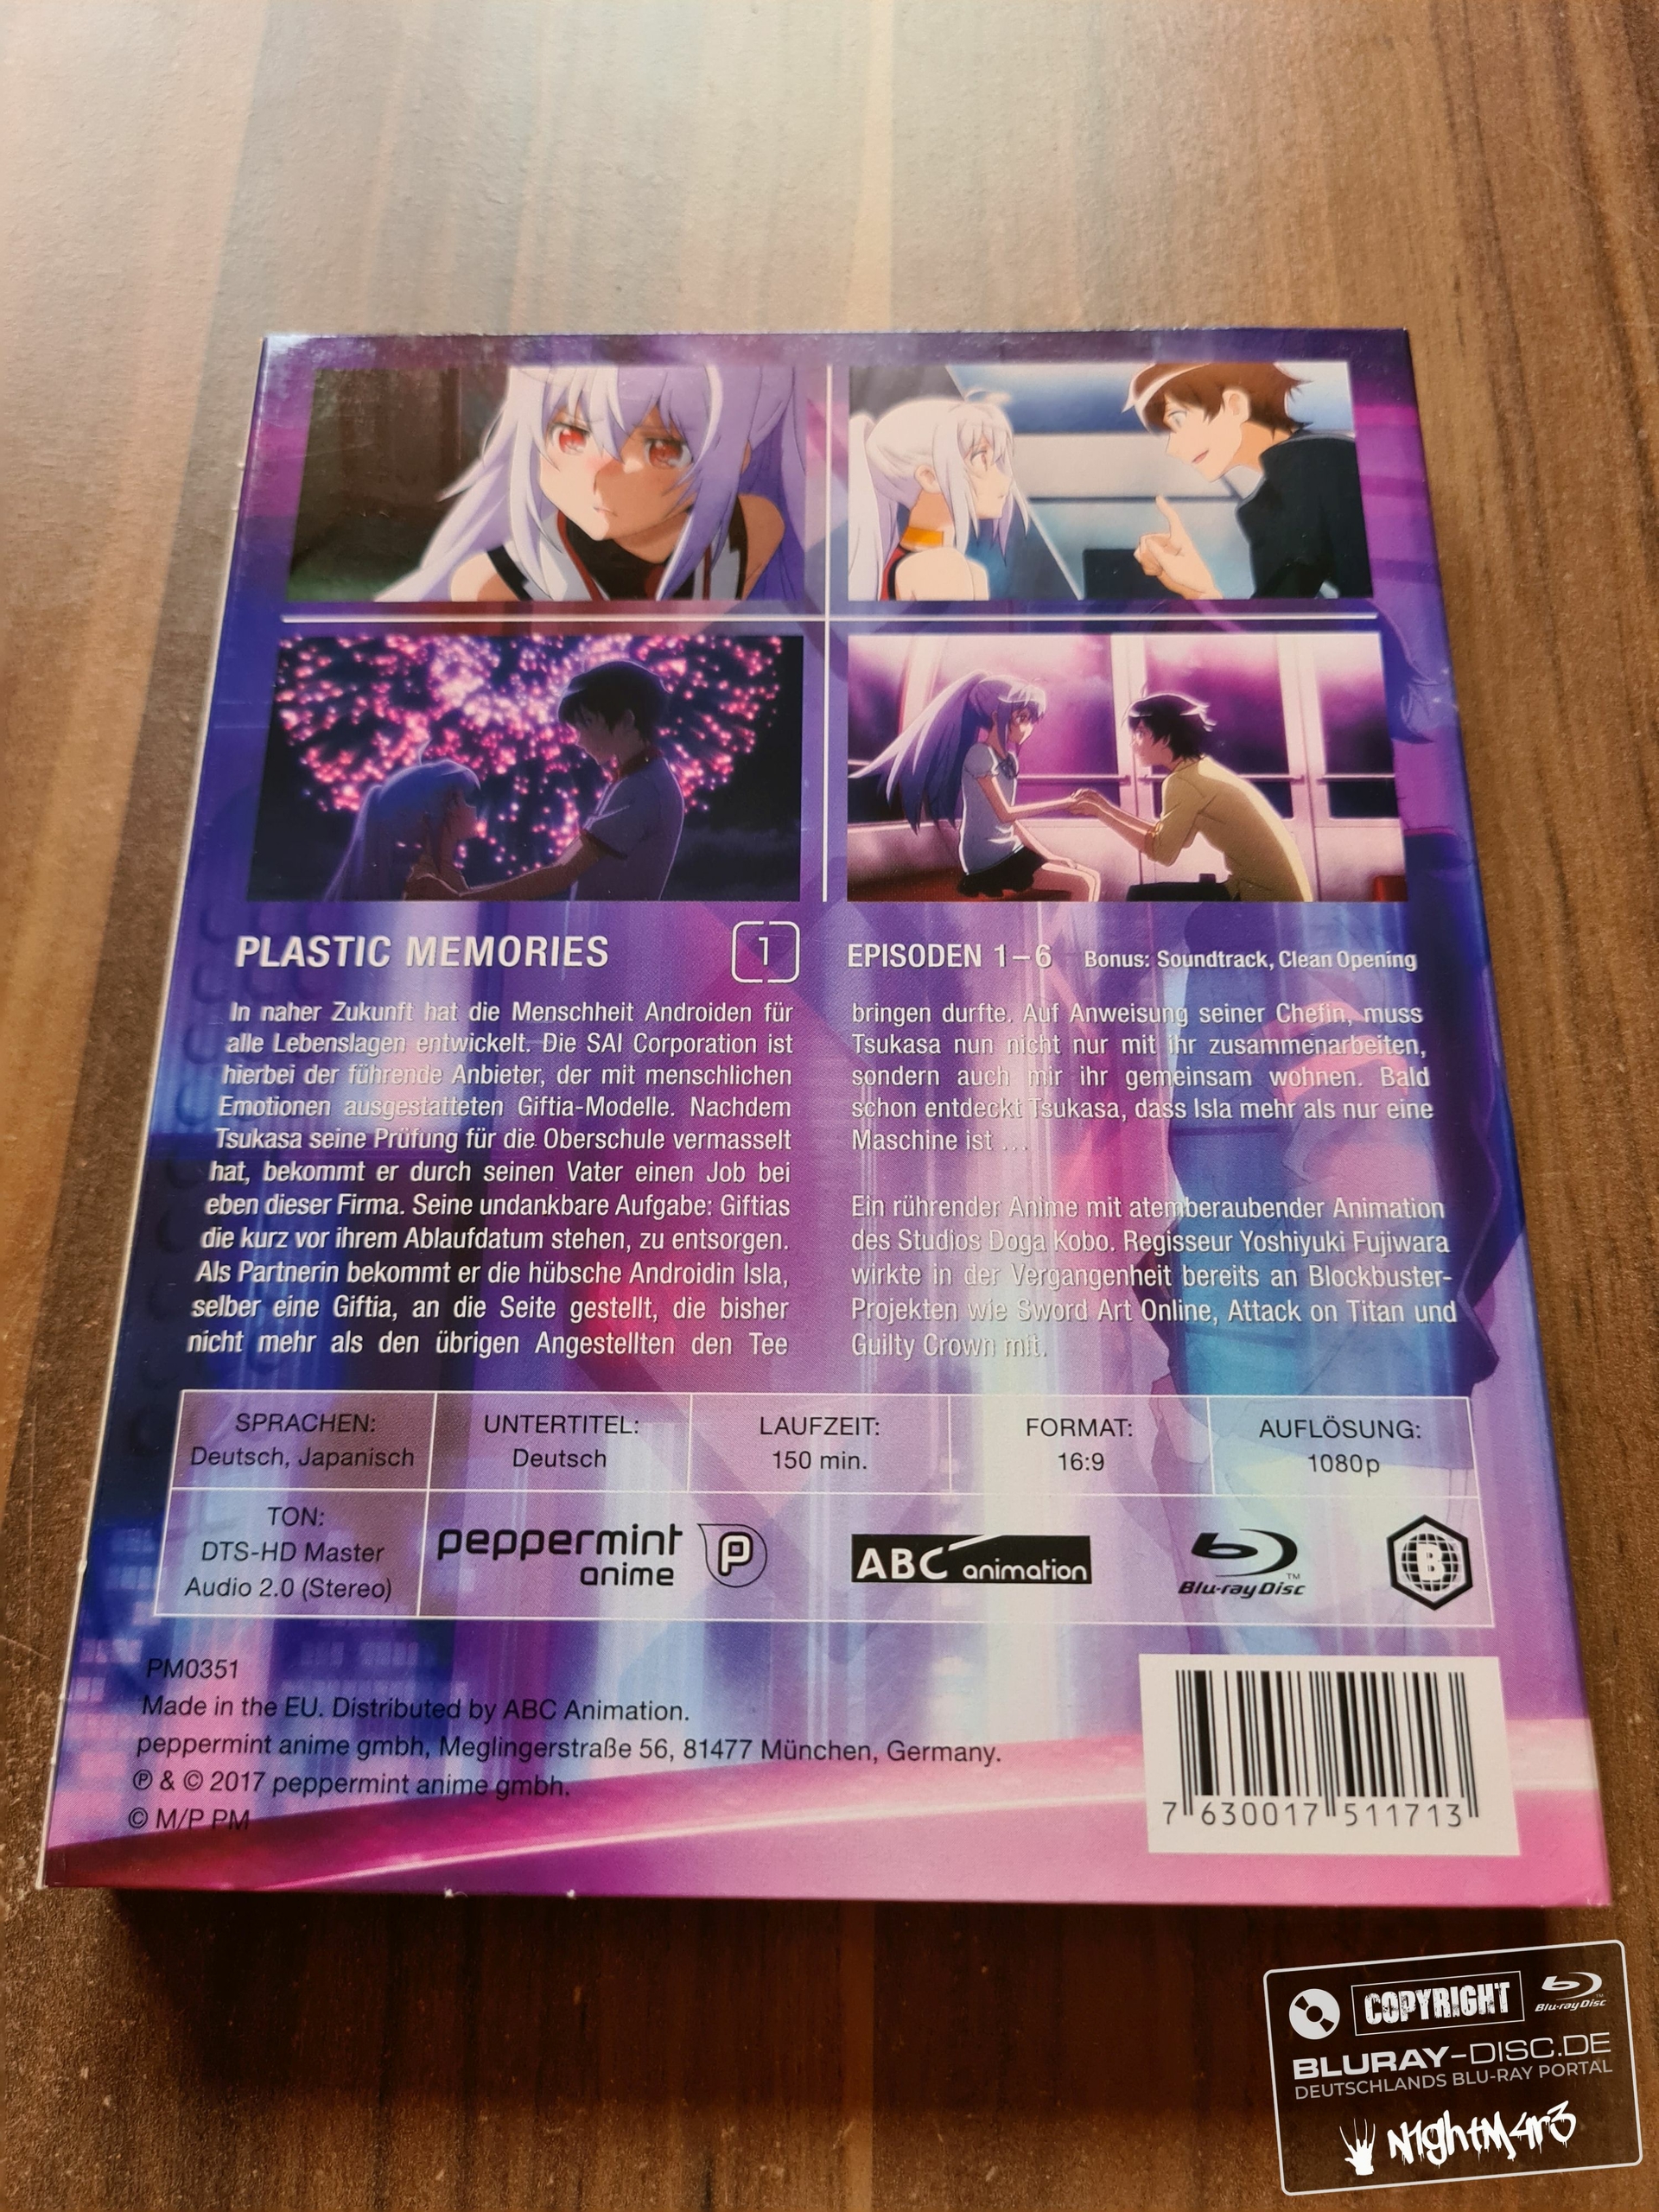 PLASTIC MEMORIES
1
In naher Zukunft hat die Menschheit Androiden für
alle Lebenslagen entwickelt. Die SAI Corporation ist
hierbei der führende Anbieter, der mit menschlichen
Emotionen ausgestatteten Giftia-Modelle. Nachdem
Tsukasa seine Prüfung für die Oberschule vermasselt
hat, bekommt er durch seinen Vater einen Job bei
eben dieser Firma. Seine undankbare Aufgabe: Giftias
die kurz vor ihrem Ablaufdatum stehen, zu entsorgen.
Als Partnerin bekommt er die hübsche Androidin Isla,
selber eine Giftia, an die Seite gestellt, die bisher
nicht mehr als den übrigen Angestellten den Tee
EPISODEN 1–6 Bonus: Soundtrack, Clean Opening
bringen durfte. Auf Anweisung seiner Chefin, muss
Tsukasa nun nicht nur mit ihr zusammenarbeiten,
sondern auch mir ihr gemeinsam wohnen. Bald
schon entdeckt Tsukasa, dass Isla mehr als nur eine
Maschine ist ...
Ein rührender Anime mit atemberaubender Animation
des Studios Doga Kobo. Regisseur Yoshiyuki Fujiwara
wirkte in der Vergangenheit bereits an Blockbuster-
Projekten wie Sword Art Online, Attack on Titan und
Guilty Crown mit.
SPRACHEN:
Deutsch, Japanisch
UNTERTITEL:
Deutsch
LAUFZEIT:
150 min.
FORMAT:
16:9
AUFLÖSUNG:
1080p
TON:
DTS-HD Master
Audio 2.0 (Stereo)
peppermint
anime
P
ABC animation
Blu-ray Disc™
B
PM0351
Made in the EU. Distributed by ABC Animation.
peppermint anime gmbh, Meglingerstraße 56, 81477 München, Germany.
℗ & © 2017 peppermint anime gmbh.
© M/P PM
7 630017 511713
COPYRIGHT
Blu-ray Disc™
BLURAY-DISC.DE
DEUTSCHLANDS BLU-RAY PORTAL
N1ghtM4r3